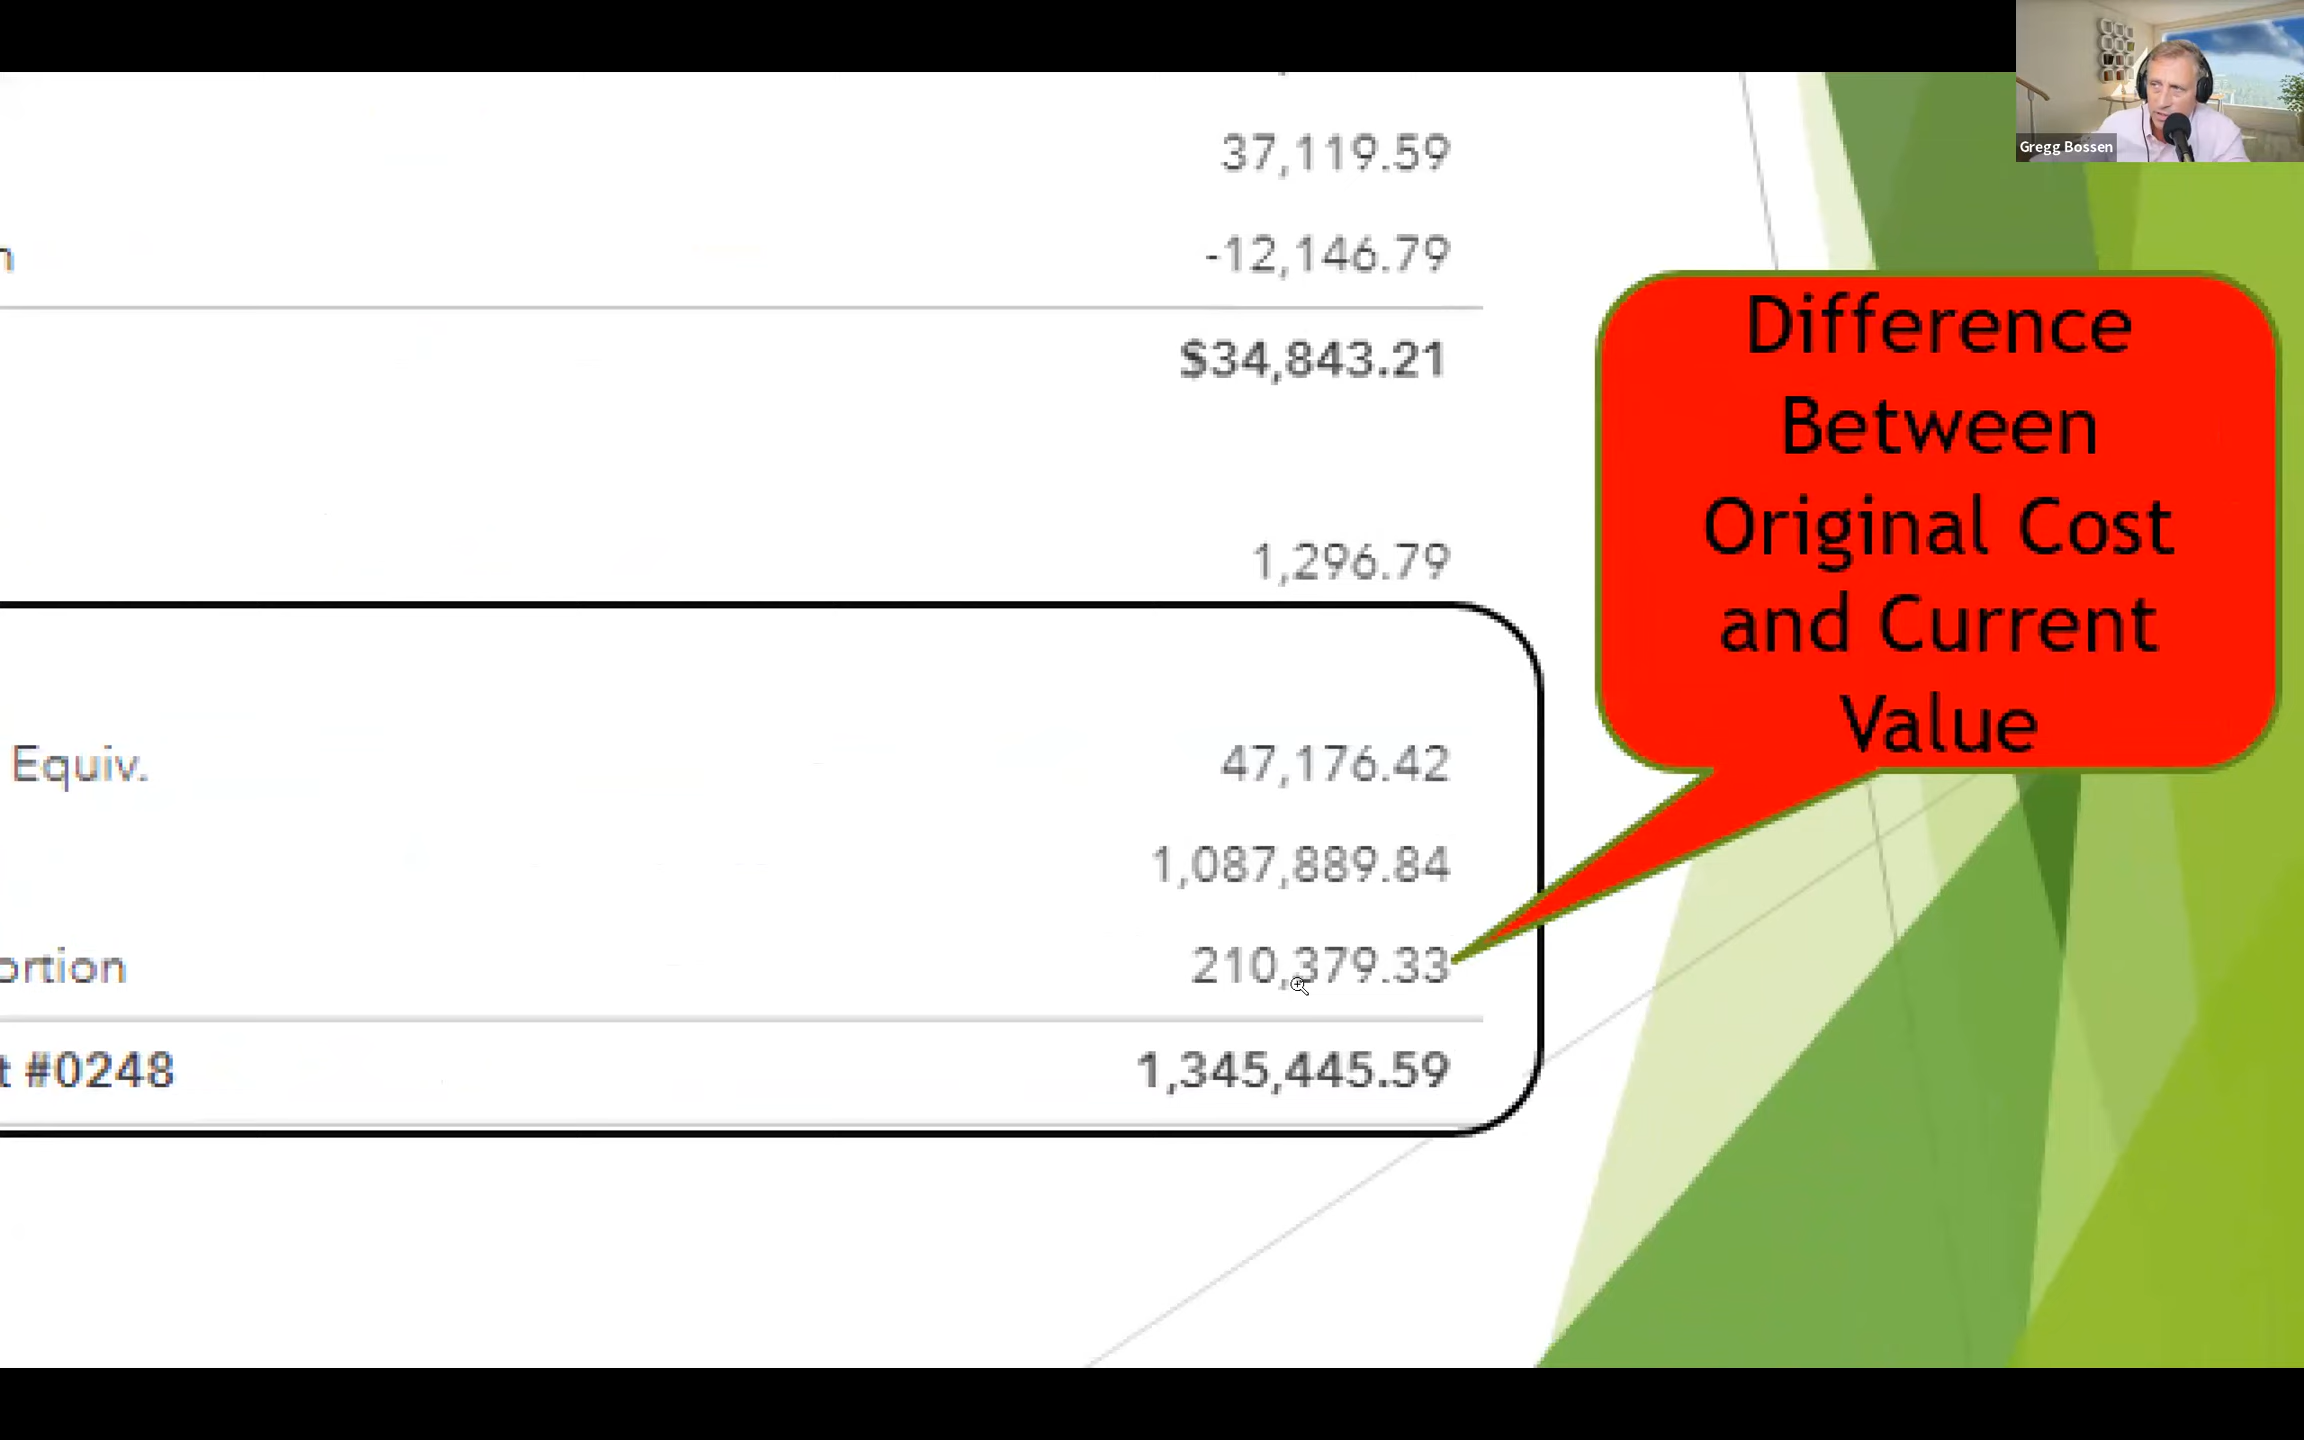 Gregg Bossen
37,119.59
-12,146.79
$34,843.21
1,296.79
Equiv. 47,176.42
1,087,889.84
210,379.33
#0248 1,345,445.59
Difference
Between
Original Cost
and Current
Value